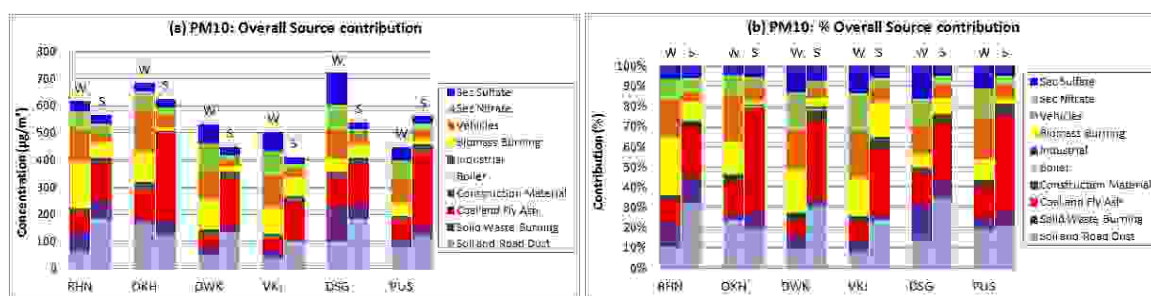 (a) PM10: Overall Source contribution
Concentration (µg/m³)
800
700
600
500
400
300
200
100
0
W S W S W S W S W S W S
RHN OKH DWK VKJ DSG PUS
Sec Sulfate
Sec Nitrate
Vehicles
Biomass Burning
Industrial
Boiler
Construction Material
Coal and Fly Ash
Solid Waste Burning
Soil and Road Dust
(b) PM10: % Overall Source contribution
Contribution (%)
W S W S W S W S W S W S
100%
90%
80%
70%
60%
50%
40%
30%
20%
10%
0%
RHN OKH DWK VKJ DSG PUS
Sec Sulfate
Sec Nitrate
Vehicles
Biomass Burning
Industrial
Boiler
Construction Material
Coal and Fly Ash
Solid Waste Burning
Soil and Road Dust